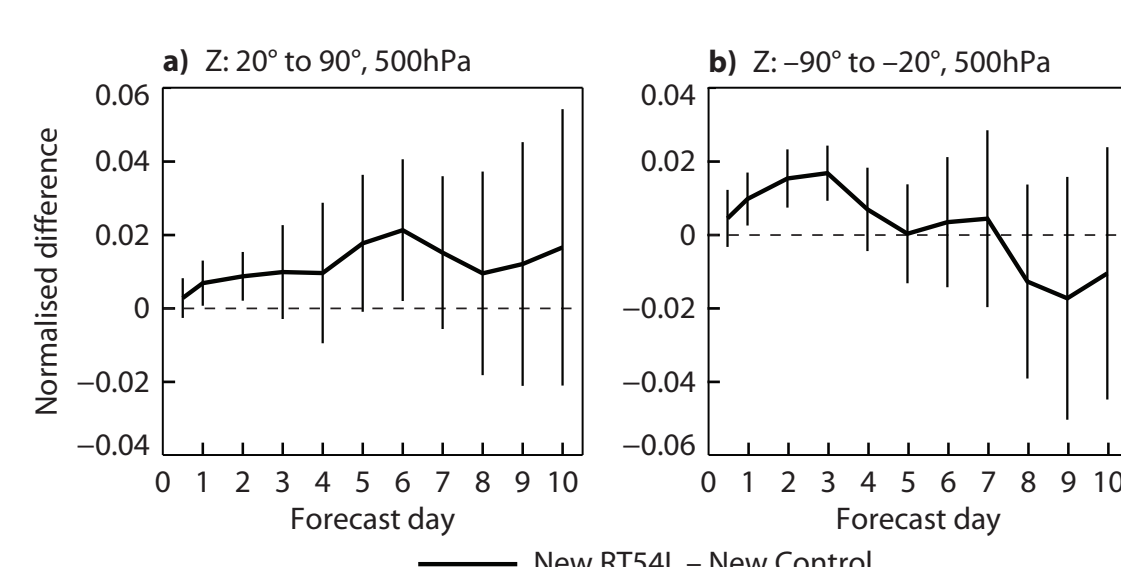 a) Z: 20° to 90°, 500hPa
b) Z: –90° to –20°, 500hPa
Normalised difference
0.06
0.04
0.02
0
–0.02
–0.04
0.04
0.02
0
–0.02
–0.04
–0.06
0 1 2 3 4 5 6 7 8 9 10
0 1 2 3 4 5 6 7 8 9 10
Forecast day
Forecast day
New RT54L – New Control